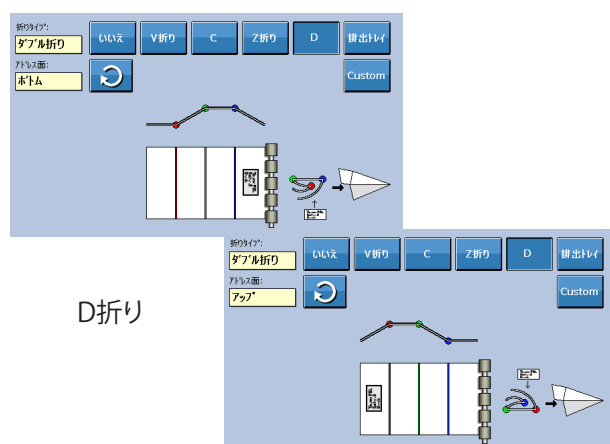 折りタイプ:
ダブル折り
いいえ
V折り
C
Z折り
D
排出トレイ
アドレス面:
ボトム
Custom
折りタイプ:
ダブル折り
いいえ
V折り
C
Z折り
D
排出トレイ
アドレス面:
アップ
Custom
D折り